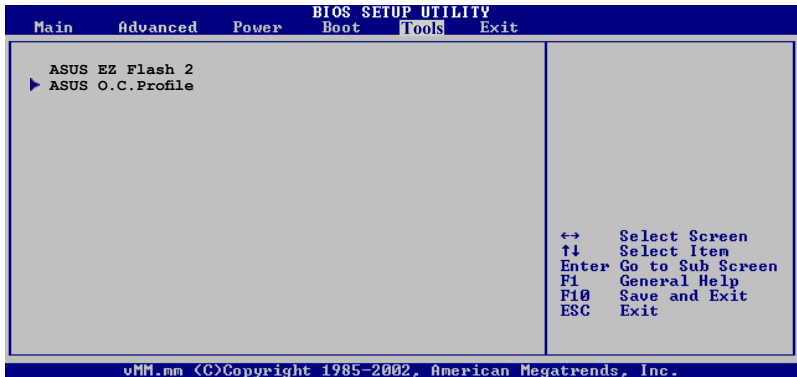 BIOS SETUP UTILITY
Main Advanced Power Boot Tools Exit
ASUS EZ Flash 2
ASUS O.C.Profile
←→ Select Screen
↑↓ Select Item
Enter Go to Sub Screen
F1 General Help
F10 Save and Exit
ESC Exit
vMM.mm (C)Copyright 1985-2002, American Megatrends, Inc.